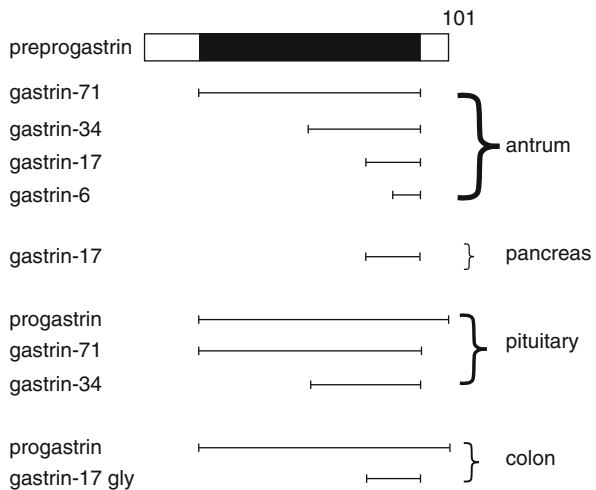 101
preprogastrin
gastrin-71
gastrin-34
gastrin-17
gastrin-6
antrum
gastrin-17
pancreas
progastrin
gastrin-71
gastrin-34
pituitary
progastrin
gastrin-17 gly
colon